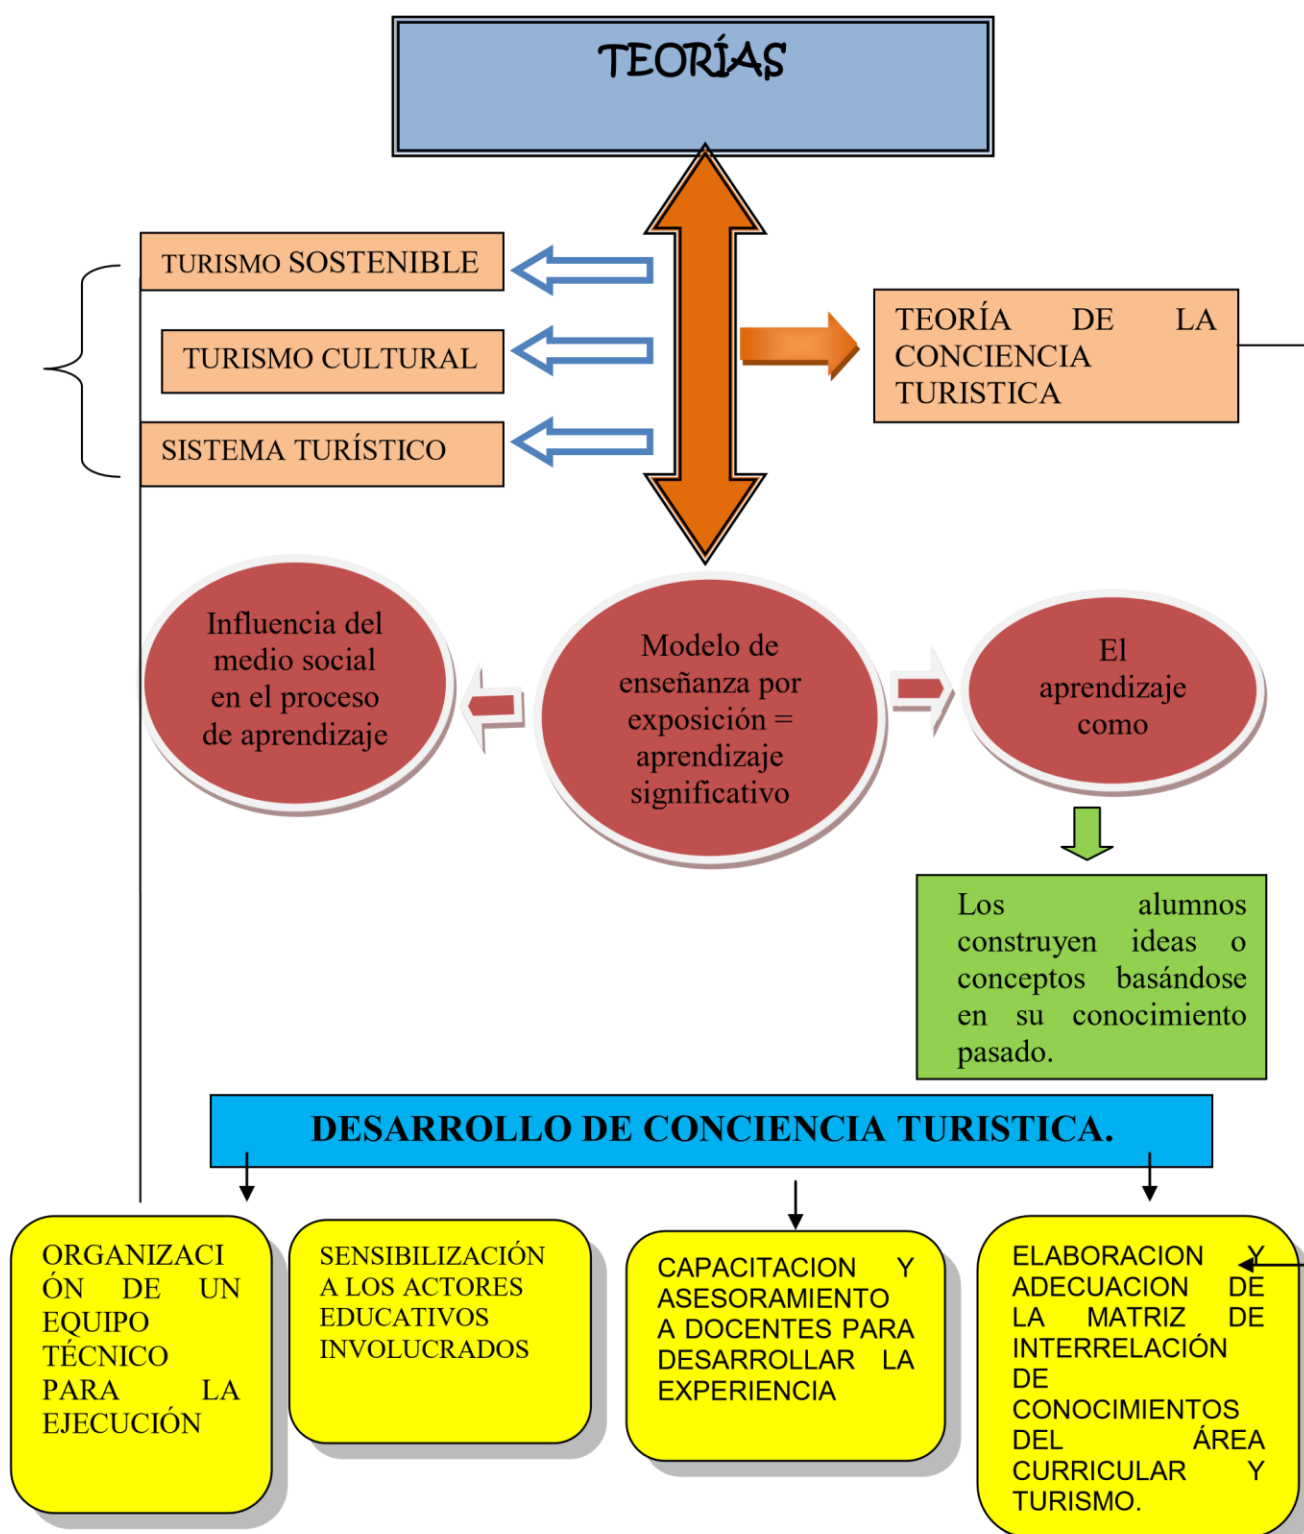 TEORÍAS
TURISMO SOSTENIBLE
TURISMO CULTURAL
SISTEMA TURÍSTICO
TEORÍA DE LA
CONCIENCIA
TURISTICA
Influencia del
medio social
en el proceso
de aprendizaje
Modelo de
enseñanza por
exposición =
aprendizaje
significativo
El
aprendizaje
como
Los alumnos
construyen ideas o
conceptos basándose
en su conocimiento
pasado.
DESARROLLO DE CONCIENCIA TURISTICA.
ORGANIZACI
ÓN DE UN
EQUIPO
TÉCNICO
PARA LA
EJECUCIÓN
SENSIBILIZACIÓN
A LOS ACTORES
EDUCATIVOS
INVOLUCRADOS
CAPACITACION Y
ASESORAMIENTO
A DOCENTES PARA
DESARROLLAR LA
EXPERIENCIA
ELABORACION Y
ADECUACION DE
LA MATRIZ DE
INTERRELACIÓN
DE
CONOCIMIENTOS
DEL ÁREA
CURRICULAR Y
TURISMO.